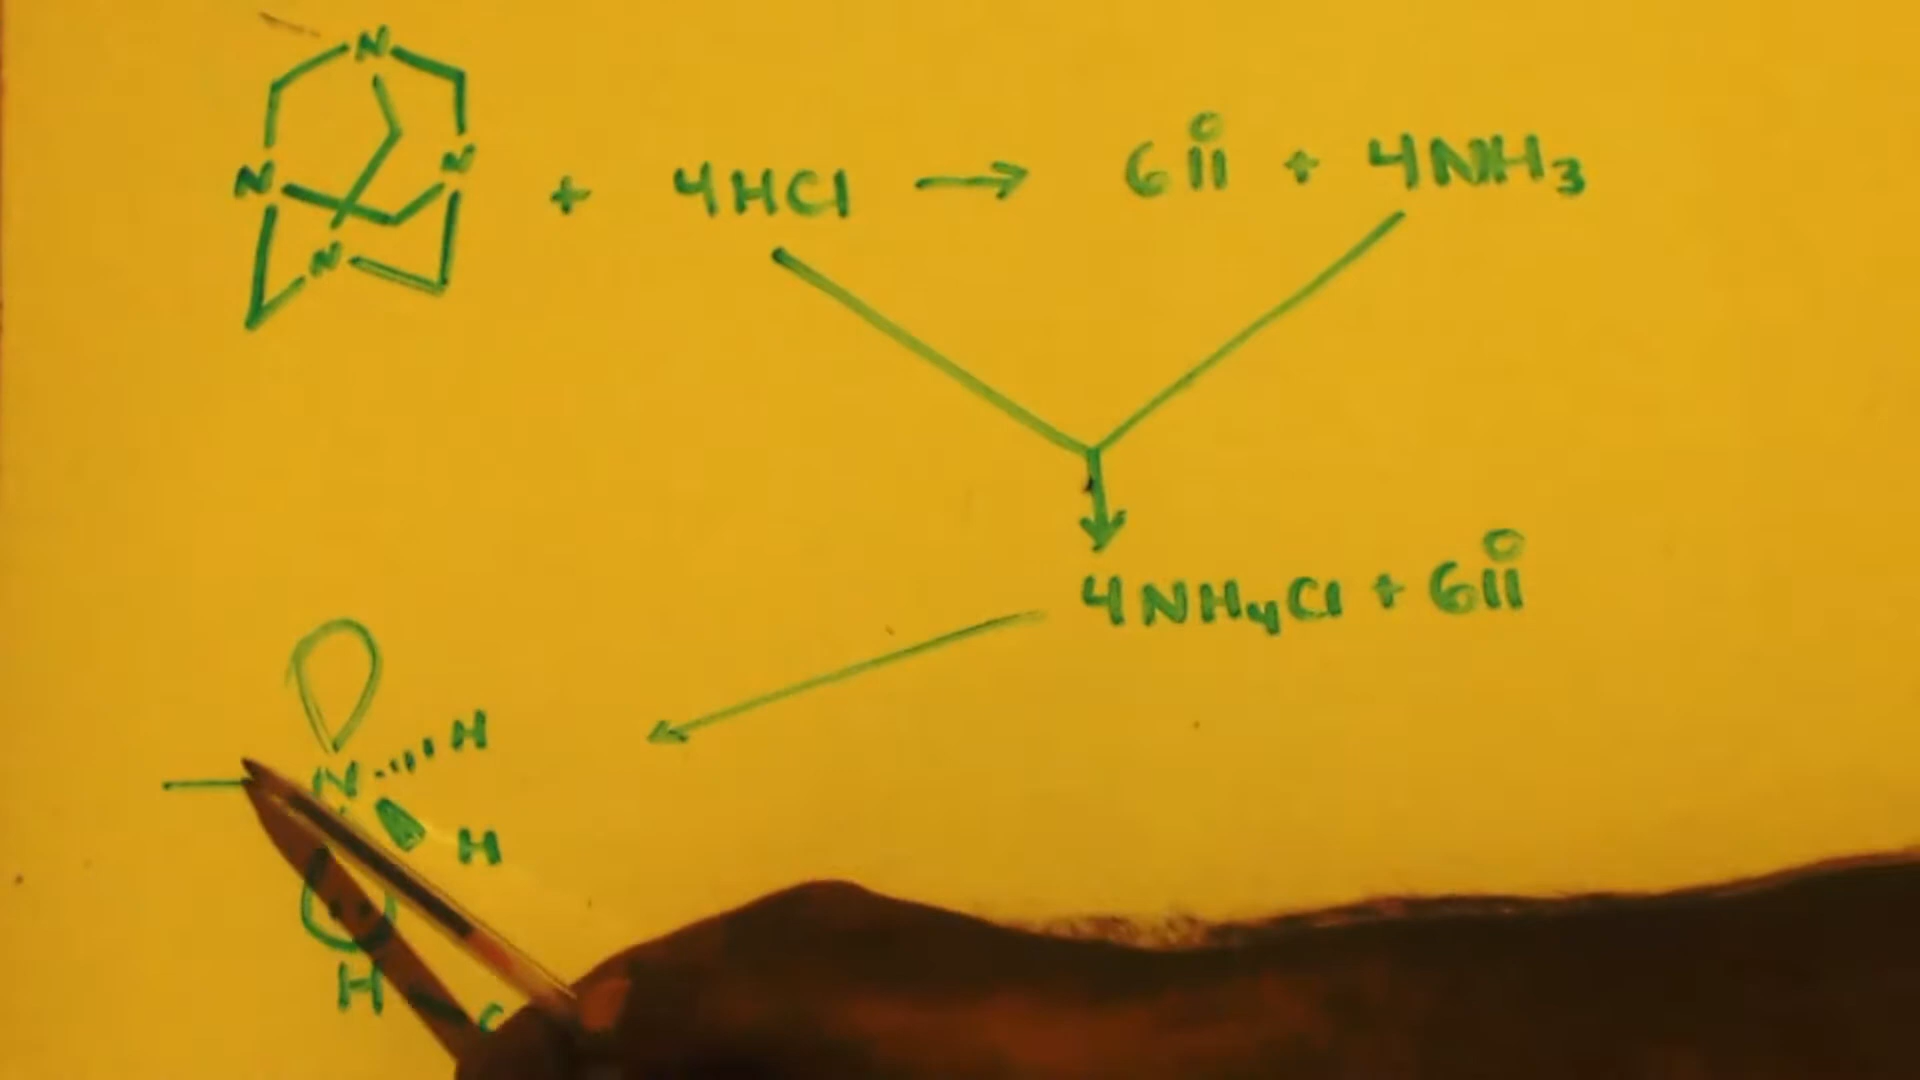 N
N N
N
+ 4HCl → 6 O || + 4NH₃
4NH₄Cl + 6 O ||
N H
H
H